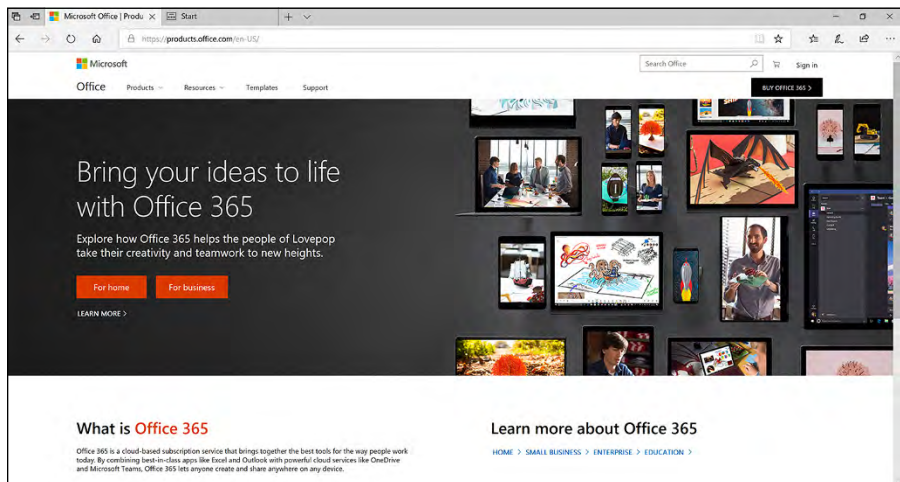 Microsoft Office | Produ
Start
https://products.office.com/en-US/
Microsoft
Search Office
Sign in
Office
Products
Resources
Templates
Support
BUY OFFICE 365 >
Bring your ideas to life
with Office 365
Explore how Office 365 helps the people of Lovepop
take their creativity and teamwork to new heights.
For home
For business
LEARN MORE >
What is Office 365
Office 365 is a cloud-based subscription service that brings together the best tools for the way people work
today. By combining best-in-class apps like Excel and Outlook with powerful cloud services like OneDrive
and Microsoft Teams, Office 365 lets anyone create and share anywhere on any device.
Learn more about Office 365
HOME > SMALL BUSINESS > ENTERPRISE > EDUCATION >